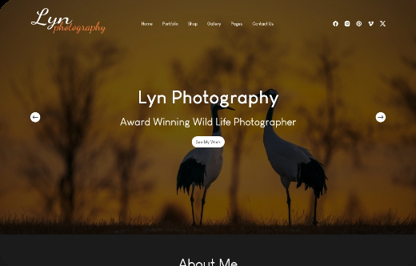 Lyn
photography
Home Portfolio Shop Gallery Pages Contact Us
Lyn Photography
Award Winning Wild Life Photographer
See My Work
About Me